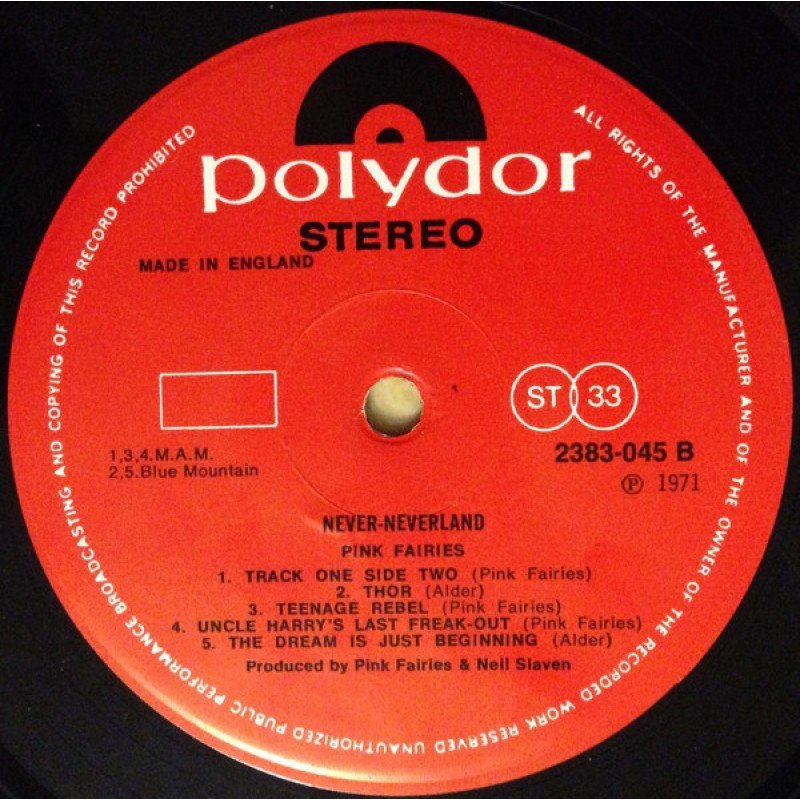 polydor
STEREO
MADE IN ENGLAND
ST 33
1,3,4.M.A.M.
2,5.Blue Mountain
2383-045 B
℗ 1971
NEVER-NEVERLAND
PINK FAIRIES
1. TRACK ONE SIDE TWO (Pink Fairies)
2. THOR (Alder)
3. TEENAGE REBEL (Pink Fairies)
4. UNCLE HARRY'S LAST FREAK-OUT (Pink Fairies)
5. THE DREAM IS JUST BEGINNING (Alder)
Produced by Pink Fairies & Neil Slaven
ALL RIGHTS OF THE MANUFACTURER AND OF THE OWNER OF THE RECORDED WORK RESERVED UNAUTHORIZED PUBLIC PERFORMANCE BROADCASTING AND COPYING OF THIS RECORD PROHIBITED